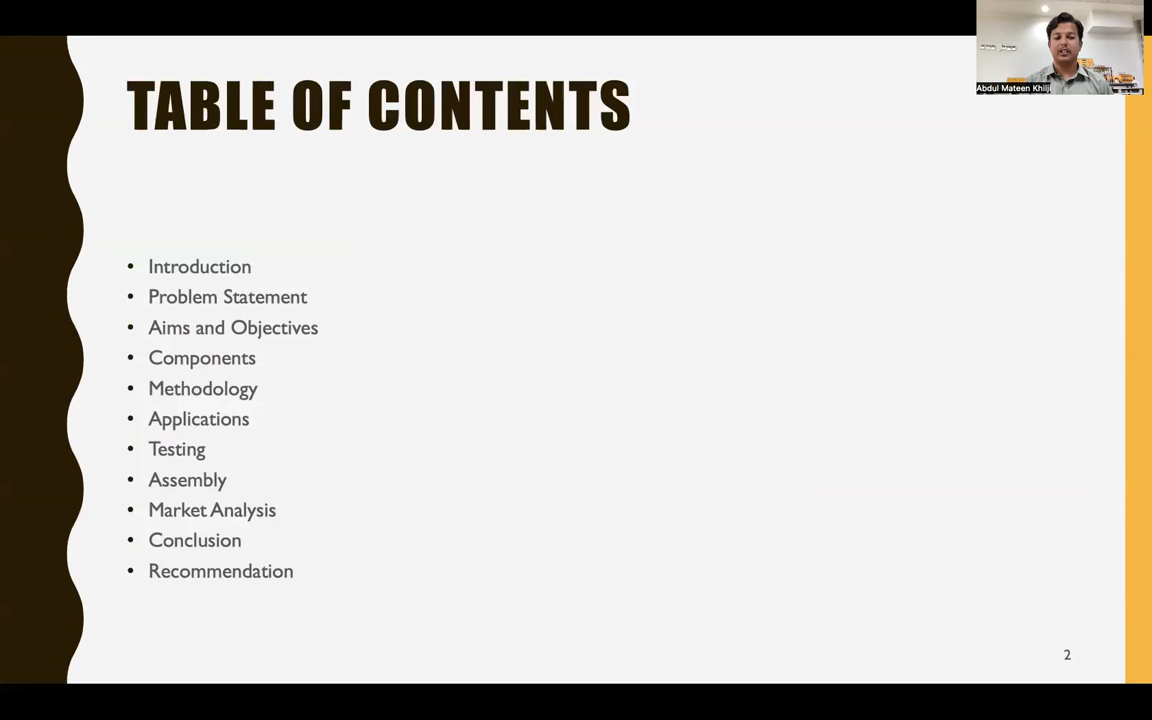 Abdul Mateen Khilji
TABLE OF CONTENTS
• Introduction
• Problem Statement
• Aims and Objectives
• Components
• Methodology
• Applications
• Testing
• Assembly
• Market Analysis
• Conclusion
• Recommendation
2